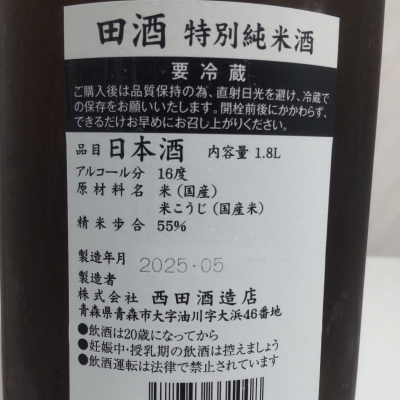 田酒 特別純米酒
要冷蔵
ご購入後は品質保持の為、直射日光を避け、冷蔵で
の保存をお願いいたします。開栓前後にかかわらず、
できるだけお早めにお召し上がりください。
品目 日本酒 内容量 1.8L
アルコール分 16度
原材料名 米(国産)
米こうじ(国産米)
精米歩合 55%
製造年月 2025.05
製造者
株式会社 西田酒造店
青森県青森市大字油川字大浜46番地
●飲酒は20歳になってから
●妊娠中・授乳期の飲酒は控えましょう
●飲酒運転は法律で禁止されています